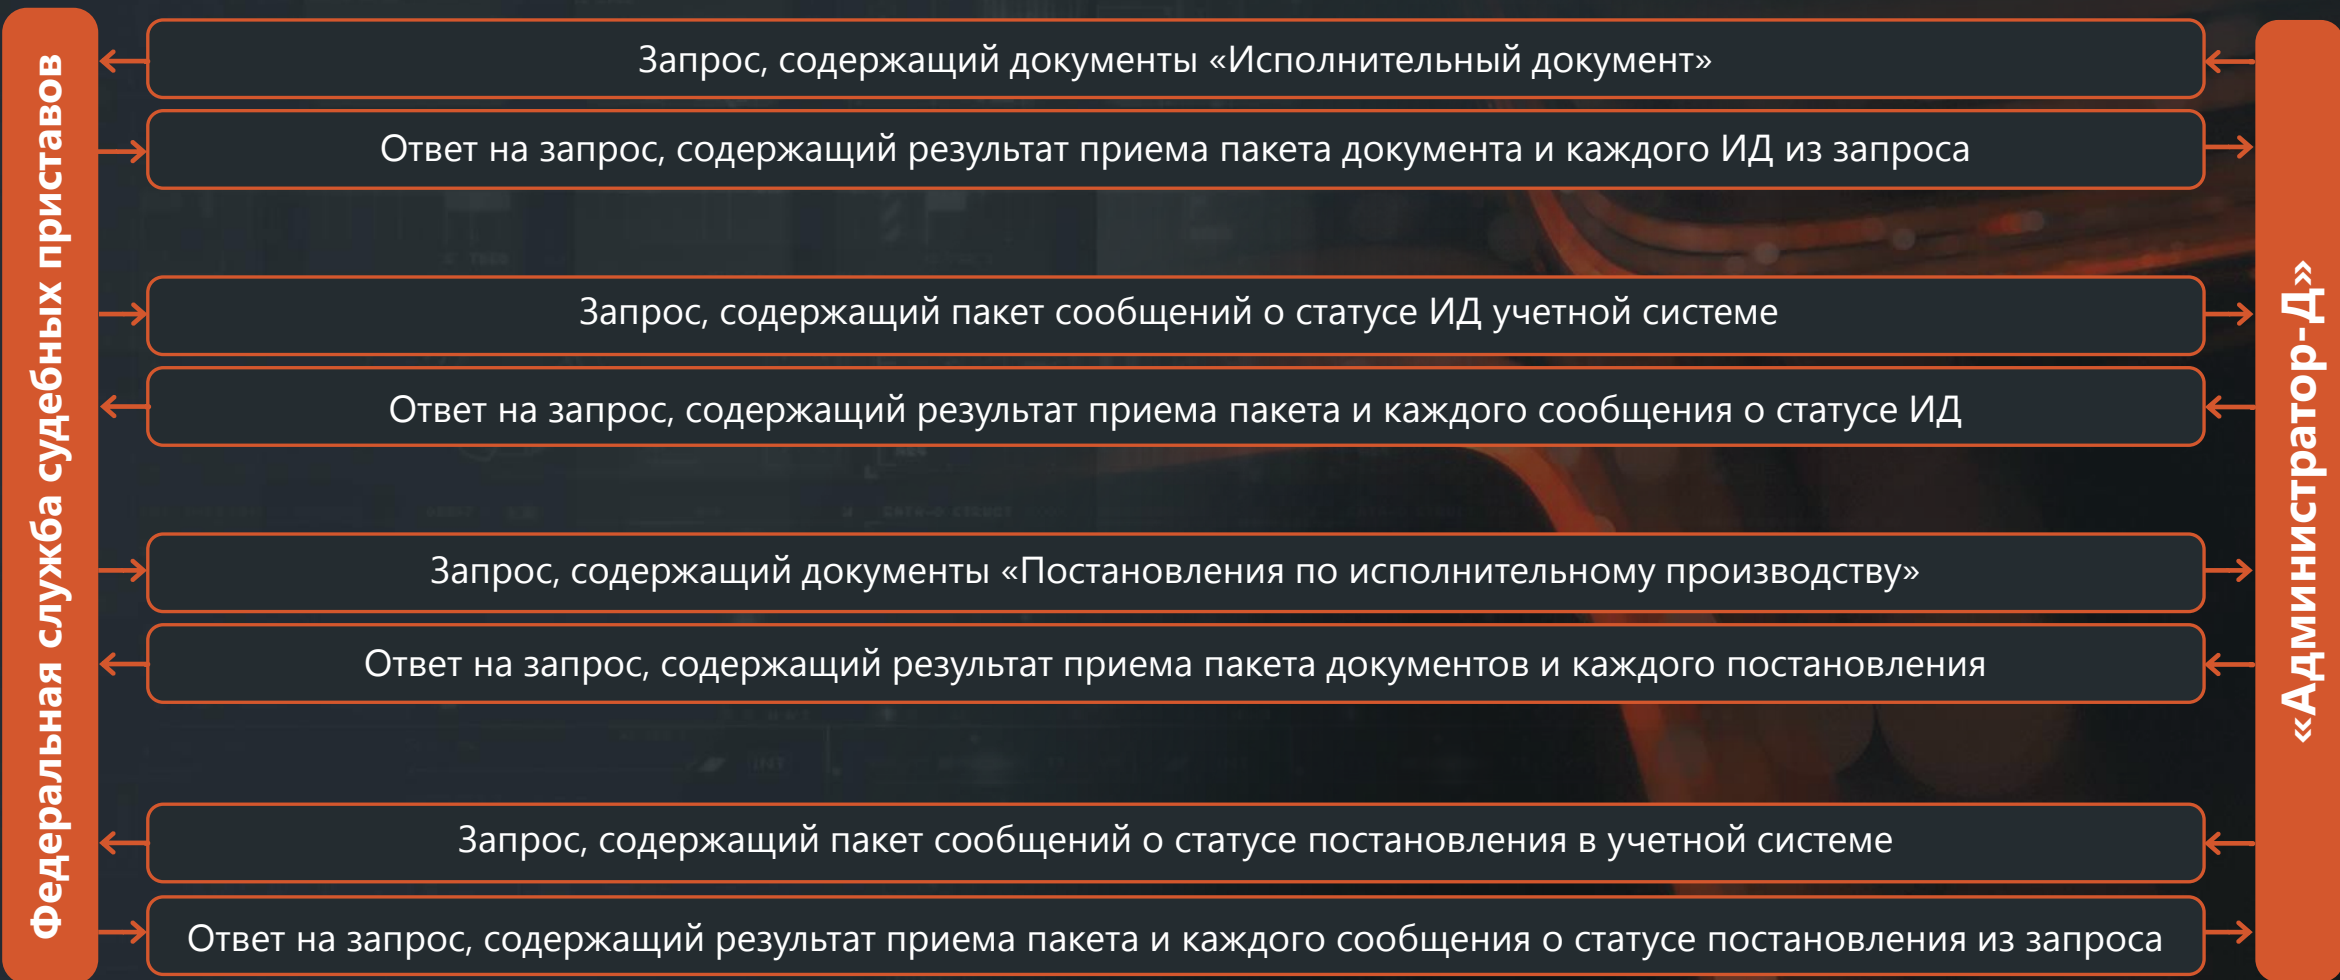 Федеральная служба судебных приставов
Запрос, содержащий документы «Исполнительный документ»
Ответ на запрос, содержащий результат приема пакета документа и каждого ИД из запроса
Запрос, содержащий пакет сообщений о статусе ИД учетной системе
Ответ на запрос, содержащий результат приема пакета и каждого сообщения о статусе ИД
Запрос, содержащий документы «Постановления по исполнительному производству»
Ответ на запрос, содержащий результат приема пакета документов и каждого постановления
Запрос, содержащий пакет сообщений о статусе постановления в учетной системе
Ответ на запрос, содержащий результат приема пакета и каждого сообщения о статусе постановления из запроса
«Администратор-Д»